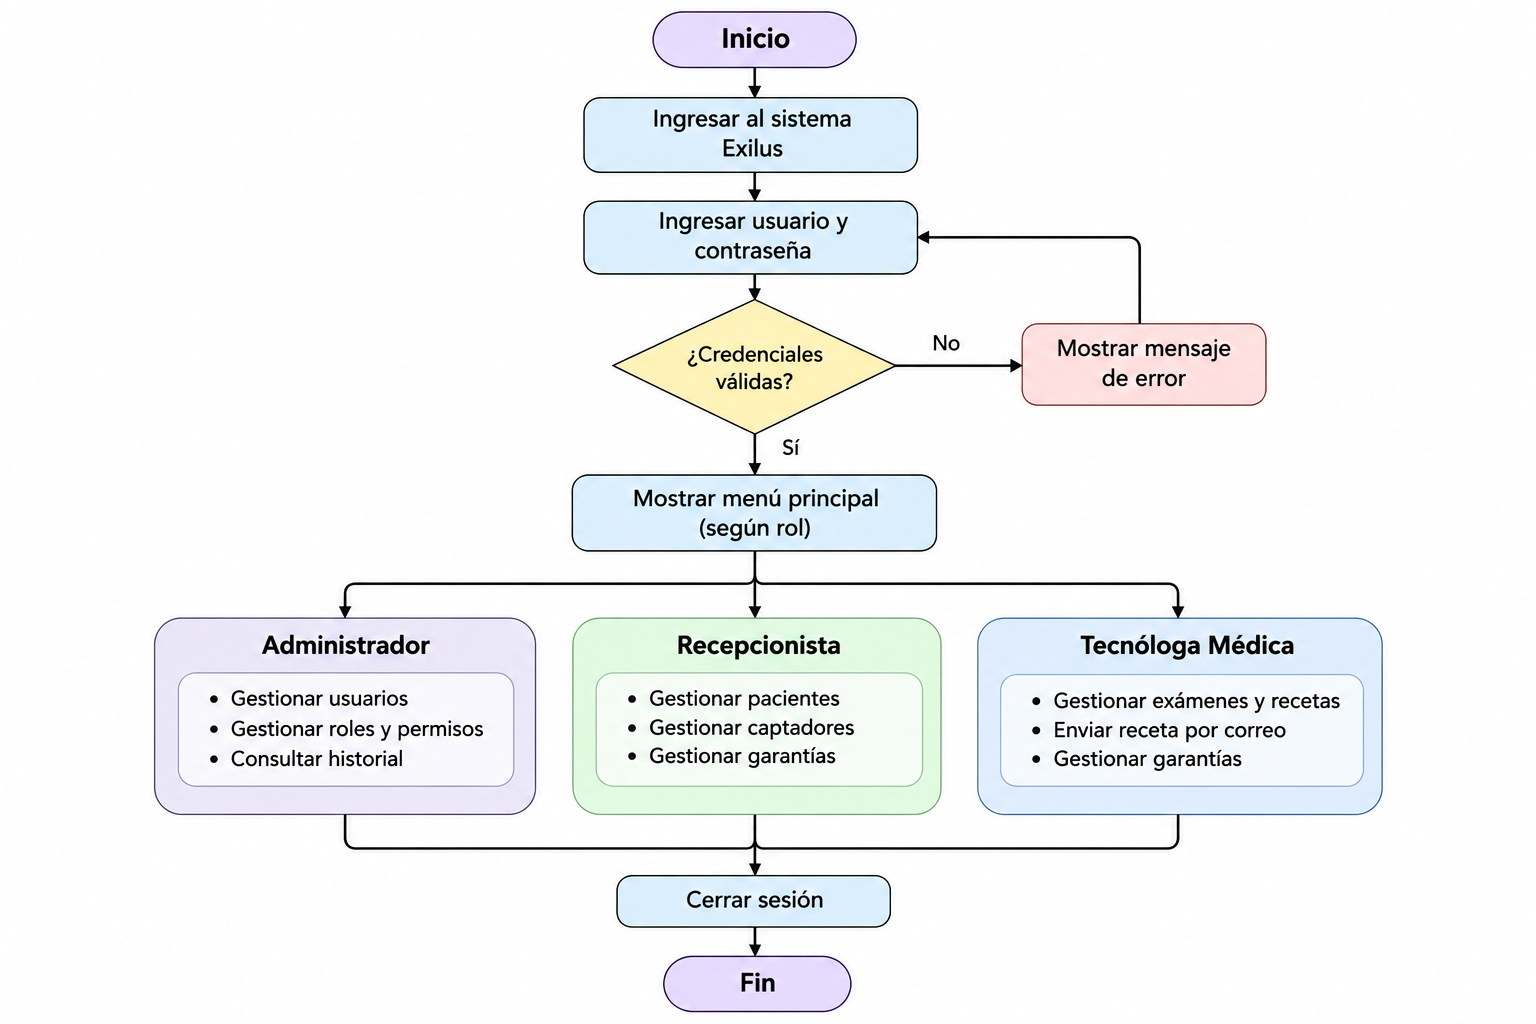 Inicio
Ingresar al sistema
Exilus
Ingresar usuario y
contraseña
¿Credenciales
válidas?
No
Mostrar mensaje
de error
Sí
Mostrar menú principal
(según rol)
Administrador
• Gestionar usuarios
• Gestionar roles y permisos
• Consultar historial
Recepcionista
• Gestionar pacientes
• Gestionar captadores
• Gestionar garantías
Tecnóloga Médica
• Gestionar exámenes y recetas
• Enviar receta por correo
• Gestionar garantías
Cerrar sesión
Fin